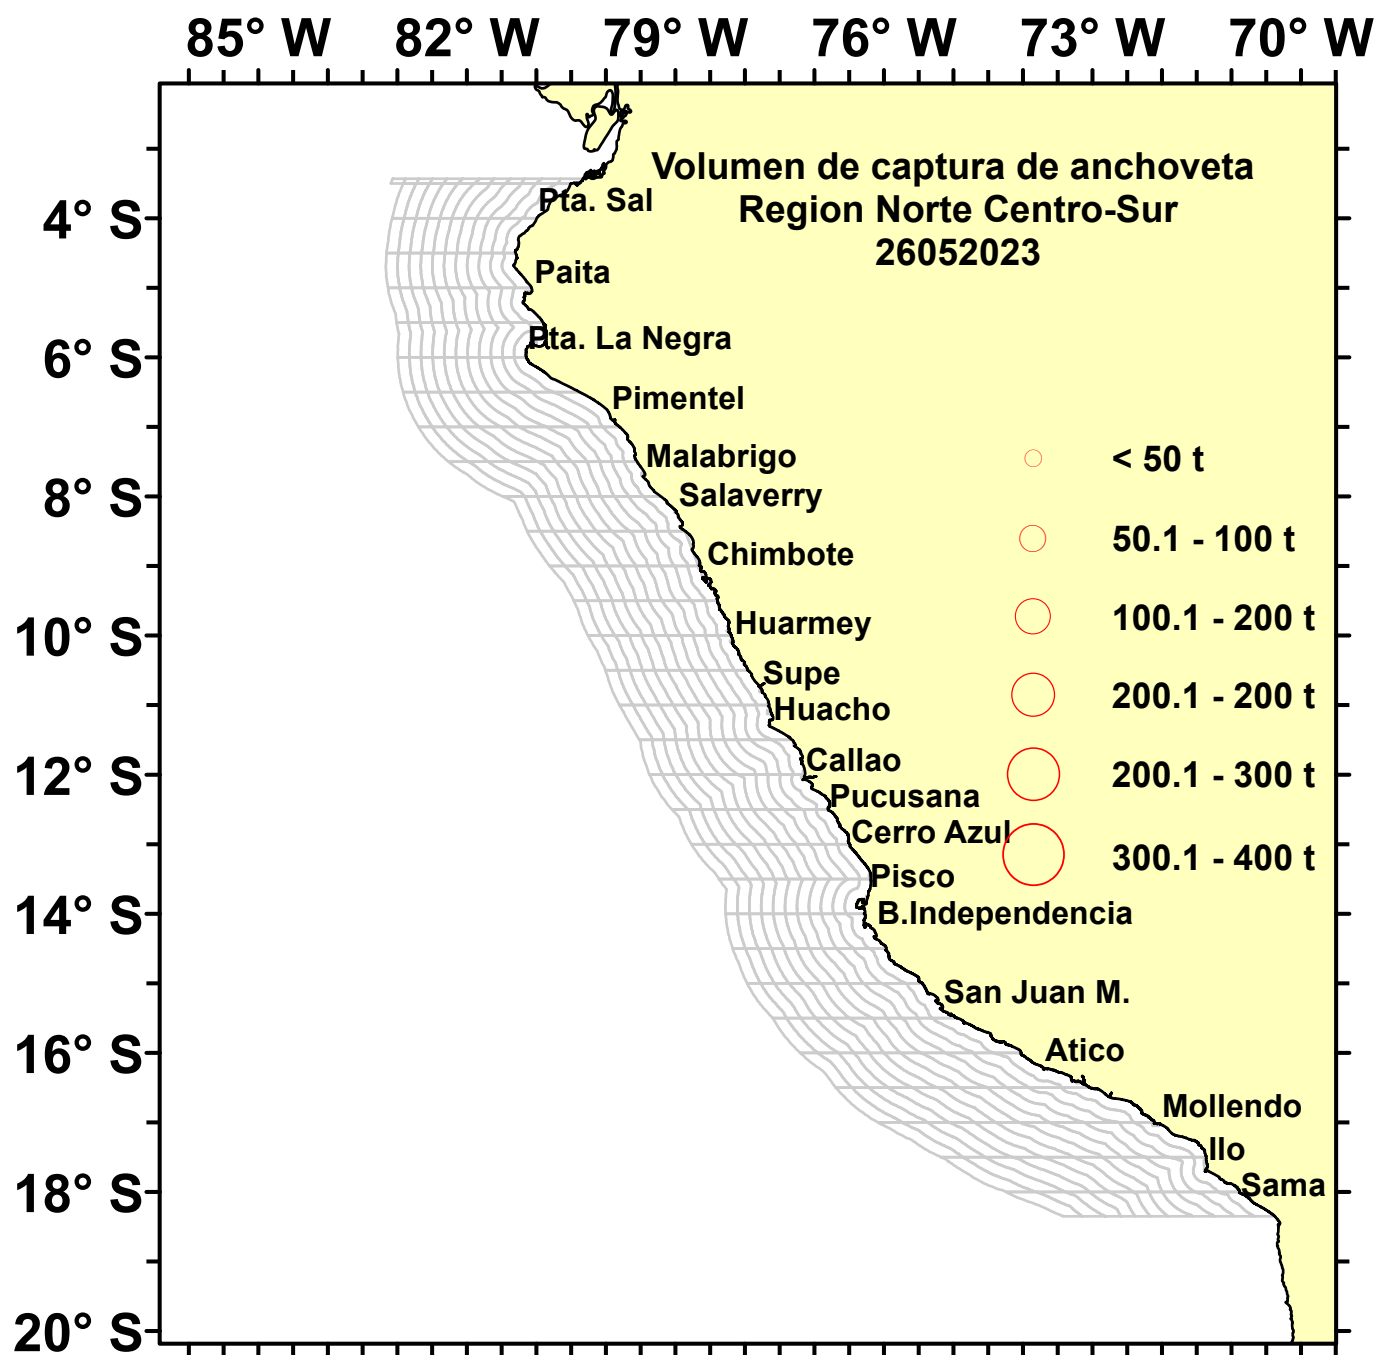 85° W 82° W 79° W 76° W 73° W 70° W
Volumen de captura de anchoveta
Region Norte Centro-Sur
26052023
4° S
6° S
8° S
10° S
12° S
14° S
16° S
18° S
20° S
Pta. Sal
Paita
Pta. La Negra
Pimentel
Malabrigo
Salaverry
Chimbote
Huarmey
Supe
Huacho
Callao
Pucusana
Cerro Azul
Pisco
B.Independencia
San Juan M.
Atico
Mollendo
Ilo
Sama
< 50 t
50.1 - 100 t
100.1 - 200 t
200.1 - 200 t
200.1 - 300 t
300.1 - 400 t